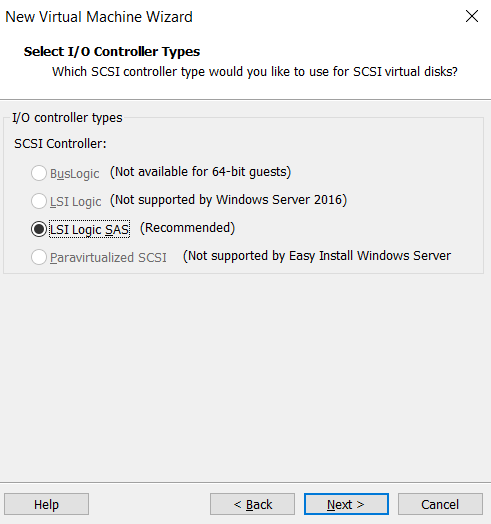 New Virtual Machine Wizard
Select I/O Controller Types
Which SCSI controller type would you like to use for SCSI virtual disks?
I/O controller types
SCSI Controller:
BusLogic (Not available for 64-bit guests)
LSI Logic (Not supported by Windows Server 2016)
LSI Logic SAS (Recommended)
Paravirtualized SCSI (Not supported by Easy Install Windows Server
Help < Back Next > Cancel